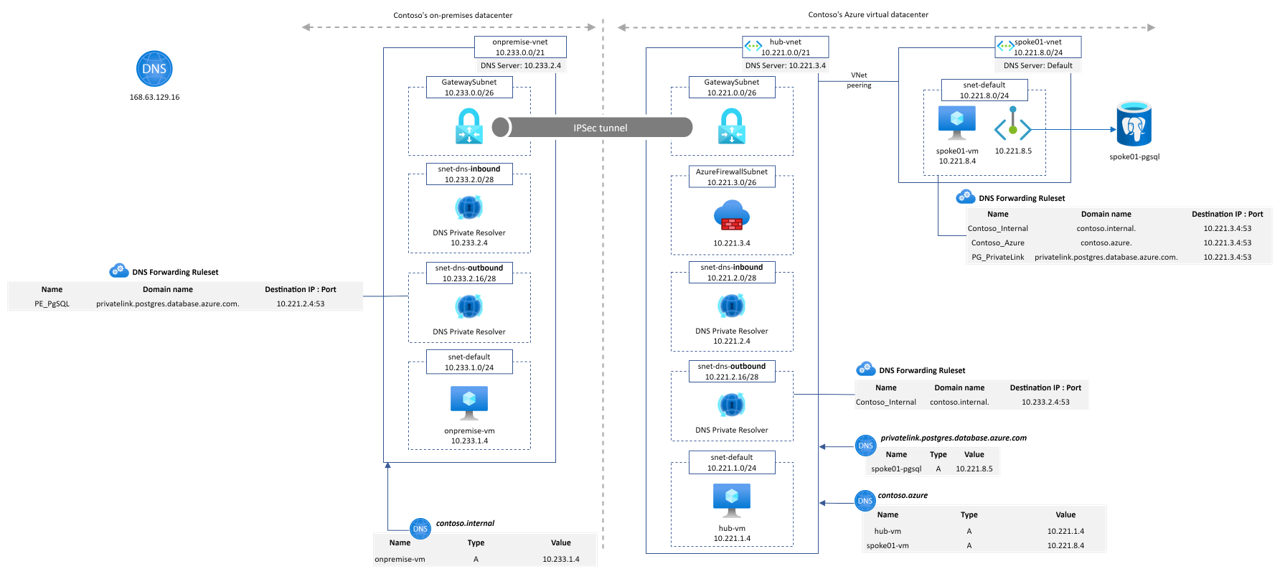 Contoso's on-premises datacenter
Contoso's Azure virtual datacenter
DNS
168.63.129.16
onpremise-vnet
10.233.0.0/21
DNS Server: 10.233.2.4
GatewaySubnet
10.233.0.0/26
IPSec tunnel
snet-dns-inbound
10.233.2.0/28
DNS Private Resolver
10.233.2.4
snet-dns-outbound
10.233.2.16/28
DNS Private Resolver
snet-default
10.233.1.0/24
onpremise-vm
10.233.1.4
DNS Forwarding Ruleset
Name Domain name Destination IP : Port
PE_PgSQL privatelink.postgres.database.azure.com. 10.221.2.4:53
DNS
contoso.internal
Name Type Value
onpremise-vm A 10.233.1.4
hub-vnet
10.221.0.0/21
DNS Server: 10.221.3.4
GatewaySubnet
10.221.0.0/26
AzureFirewallSubnet
10.221.3.0/26
10.221.3.4
snet-dns-inbound
10.221.2.0/28
DNS Private Resolver
10.221.2.4
snet-dns-outbound
10.221.2.16/28
DNS Private Resolver
snet-default
10.221.1.0/24
hub-vm
10.221.1.4
VNet
peering
spoke01-vnet
10.221.8.0/24
DNS Server: Default
snet-default
10.221.8.0/24
spoke01-vm
10.221.8.4
10.221.8.5
spoke01-pgsql
DNS Forwarding Ruleset
Name Domain name Destination IP : Port
Contoso_Internal contoso.internal. 10.221.3.4:53
Contoso_Azure contoso.azure. 10.221.3.4:53
PG_PrivateLink privatelink.postgres.database.azure.com. 10.221.3.4:53
DNS Forwarding Ruleset
Name Domain name Destination IP : Port
Contoso_Internal contoso.internal. 10.233.2.4:53
DNS
privatelink.postgres.database.azure.com
Name Type Value
spoke01-pgsql A 10.221.8.5
DNS
contoso.azure
Name Type Value
hub-vm A 10.221.1.4
spoke01-vm A 10.221.8.4